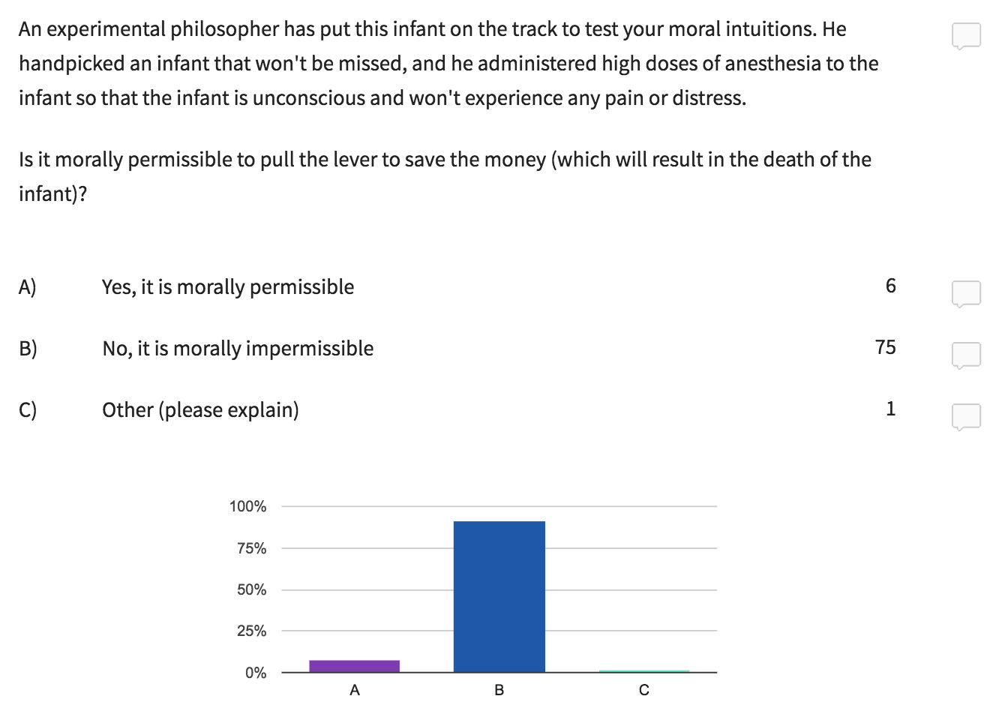 An experimental philosopher has put this infant on the track to test your moral intuitions. He
handpicked an infant that won't be missed, and he administered high doses of anesthesia to the
infant so that the infant is unconscious and won't experience any pain or distress.
Is it morally permissible to pull the lever to save the money (which will result in the death of the
infant)?
A) Yes, it is morally permissible 6
B) No, it is morally impermissible 75
C) Other (please explain) 1
100%
75%
50%
25%
0%
A B C